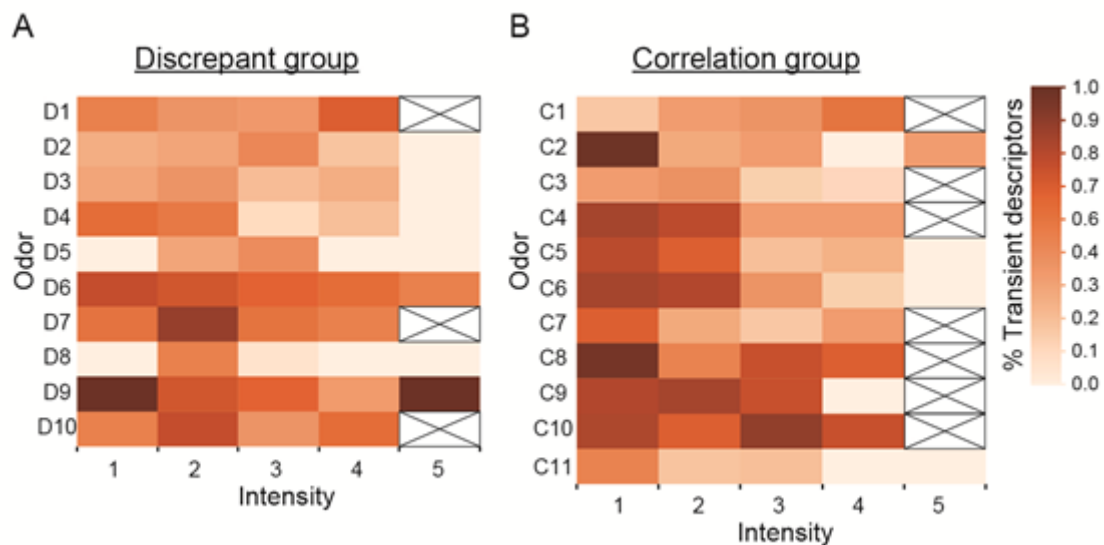 A
Discrepant group
D1
D2
D3
D4
D5
D6
D7
D8
D9
D10
Odor
1 2 3 4 5
Intensity
B
Correlation group
C1
C2
C3
C4
C5
C6
C7
C8
C9
C10
C11
Odor
1 2 3 4 5
Intensity
1.0
0.9
0.8
0.7
0.6
0.5
0.4
0.3
0.2
0.1
0.0
% Transient descriptors